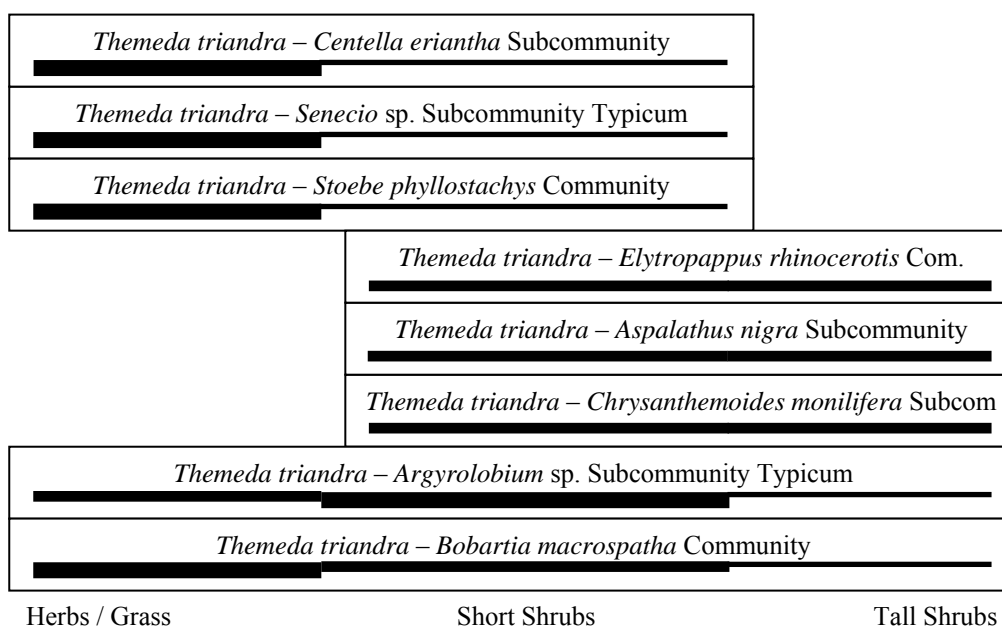 Themeda triandra – Centella eriantha Subcommunity
Themeda triandra – Senecio sp. Subcommunity Typicum
Themeda triandra – Stoebe phyllostachys Community
Themeda triandra – Elytropappus rhinocerotis Com.
Themeda triandra – Aspalathus nigra Subcommunity
Themeda triandra – Chrysanthemoides monilifera Subcom
Themeda triandra – Argyrolobium sp. Subcommunity Typicum
Themeda triandra – Bobartia macrospatha Community
Herbs / Grass Short Shrubs Tall Shrubs